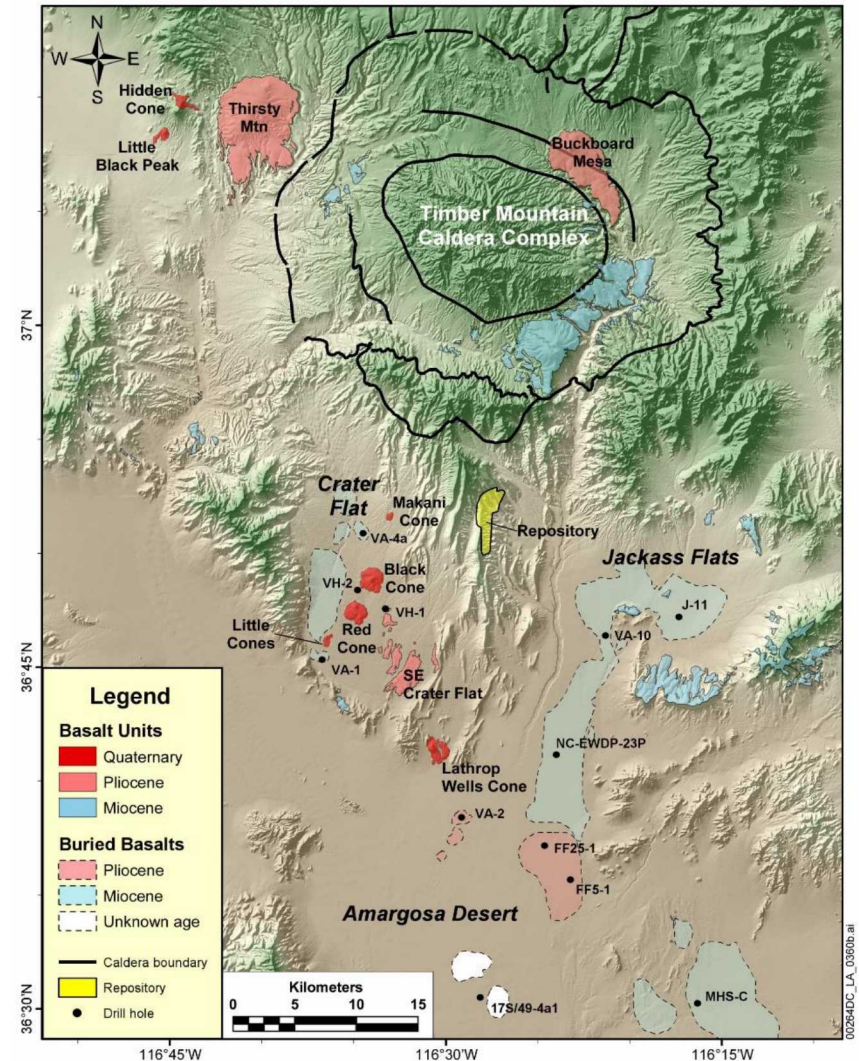 N
W
E
S
Hidden
Cone
Thirsty
Mtn
Little
Black Peak
Buckboard
Mesa
Timber Mountain
Caldera Complex
37°N
Crater
Flat
Makani
Cone
VA-4a
Repository
Jackass Flats
Black
Cone
VH-2
VH-1
J-11
Little
Cones
Red
Cone
VA-10
VA-1
36°45'N
SE
Crater Flat
Legend
Basalt Units
Quaternary
Pliocene
Miocene
Buried Basalts
Pliocene
Miocene
Unknown age
Caldera boundary
Repository
Drill hole
NC-EWDP-23P
Lathrop
Wells Cone
VA-2
FF25-1
FF5-1
Amargosa Desert
Kilometers
0 5 10 15
17S/49-4a1
MHS-C
36°30'N
116°45'W
116°30'W
116°15'W
00264DC_LA_0360b.ai